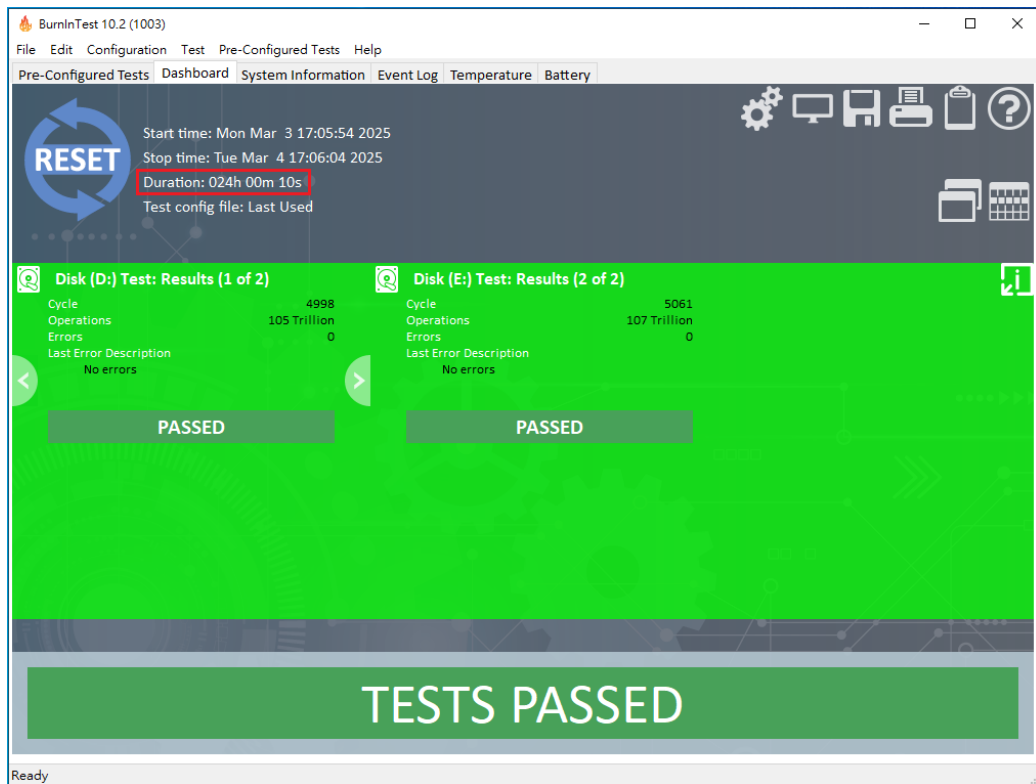 BurnInTest 10.2 (1003)
File Edit Configuration Test Pre-Configured Tests Help
Pre-Configured Tests Dashboard System Information Event Log Temperature Battery
RESET
Start time: Mon Mar 3 17:05:54 2025
Stop time: Tue Mar 4 17:06:04 2025
Duration: 024h 00m 10s
Test config file: Last Used
Disk (D:) Test: Results (1 of 2)
Cycle 4998
Operations 105 Trillion
Errors 0
Last Error Description
No errors
PASSED
Disk (E:) Test: Results (2 of 2)
Cycle 5061
Operations 107 Trillion
Errors 0
Last Error Description
No errors
PASSED
TESTS PASSED
Ready